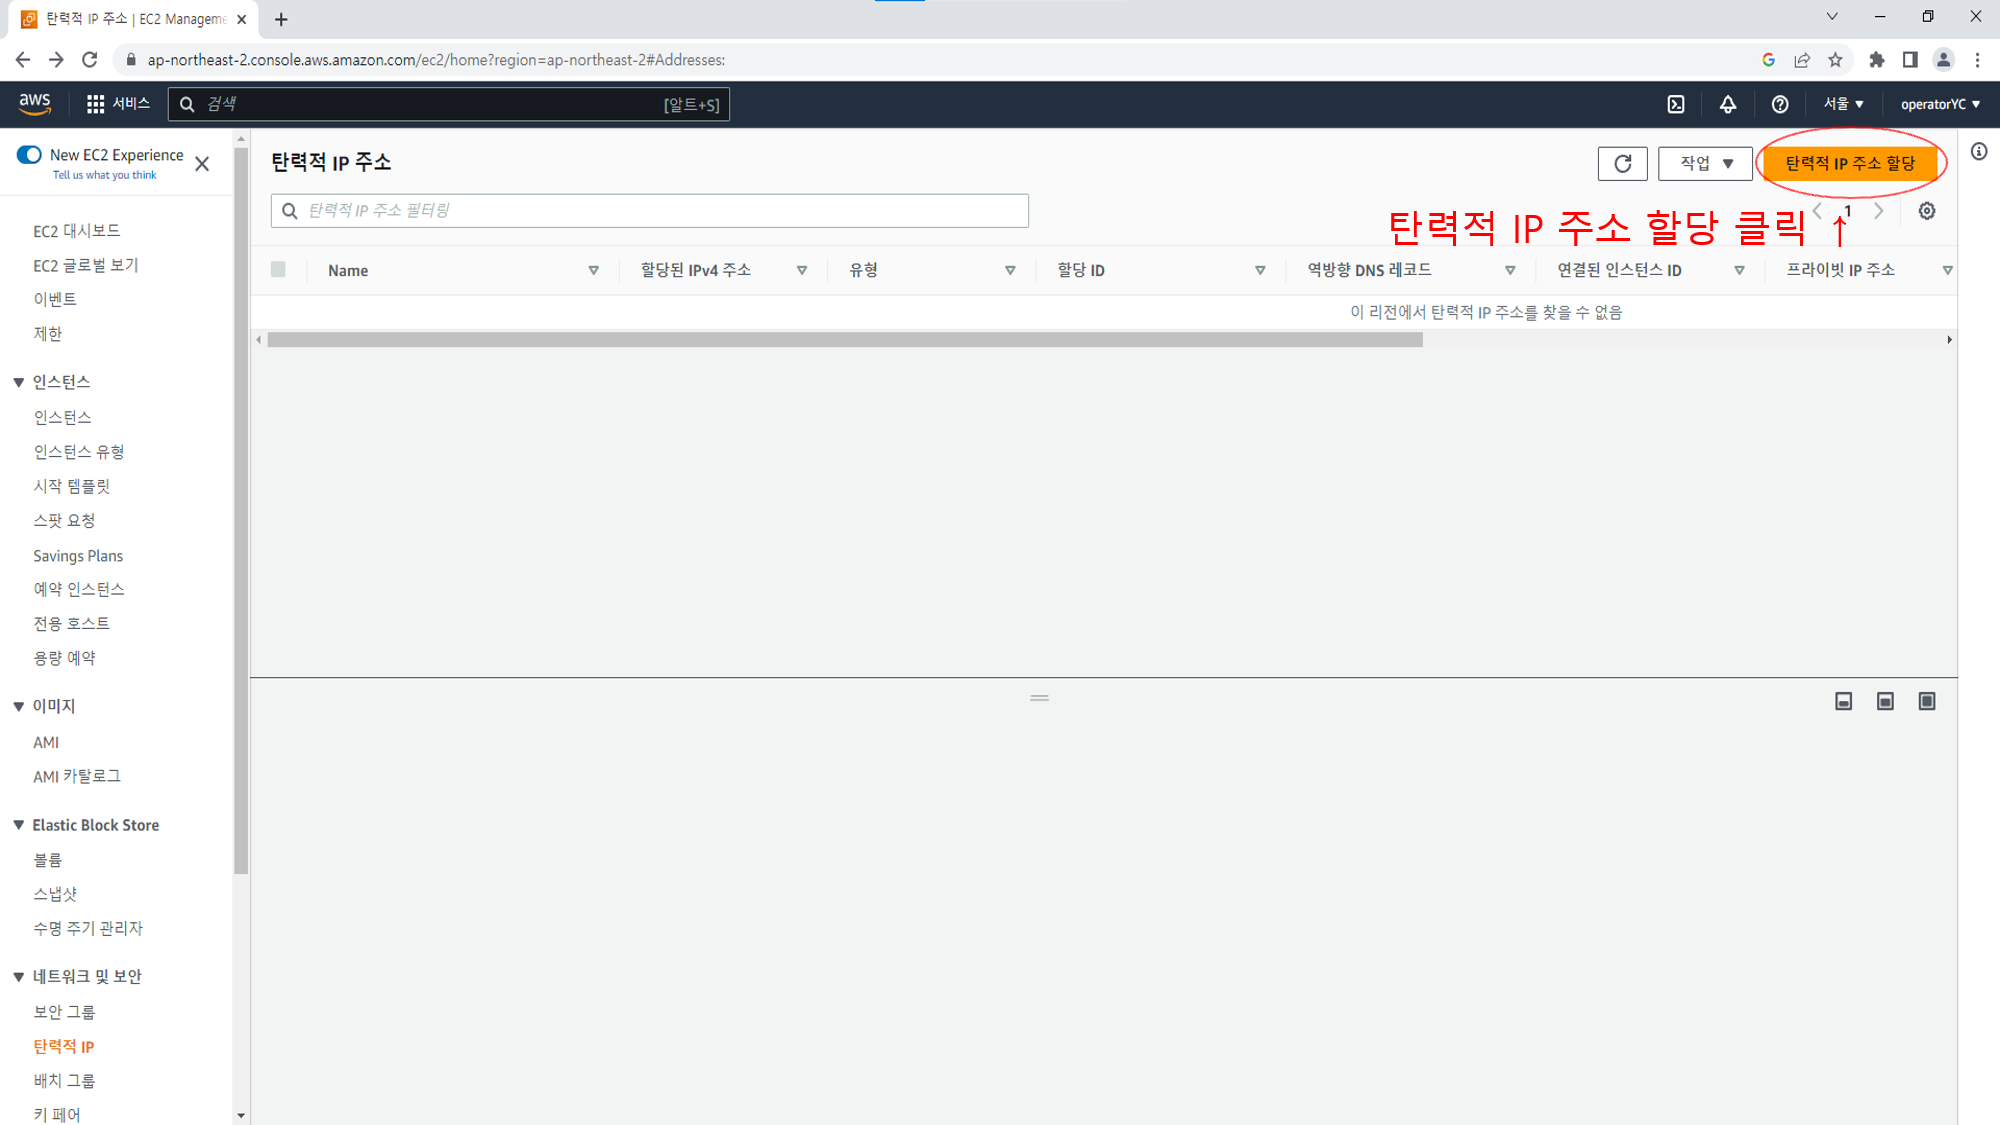 탄력적 IP 주소 | EC2 Manageme
ap-northeast-2.console.aws.amazon.com/ec2/home?region=ap-northeast-2#Addresses:
aws
서비스
검색
[알트+S]
서울 ▼
operatorYC ▼
New EC2 Experience
Tell us what you think
EC2 대시보드
EC2 글로벌 보기
이벤트
제한
▼ 인스턴스
인스턴스
인스턴스 유형
시작 템플릿
스팟 요청
Savings Plans
예약 인스턴스
전용 호스트
용량 예약
▼ 이미지
AMI
AMI 카탈로그
▼ Elastic Block Store
볼륨
스냅샷
수명 주기 관리자
▼ 네트워크 및 보안
보안 그룹
탄력적 IP
배치 그룹
키 페어
탄력적 IP 주소
작업 ▼
탄력적 IP 주소 할당
탄력적 IP 주소 필터링
1
탄력적 IP 주소 할당 클릭 ↑
Name
할당된 IPv4 주소
유형
할당 ID
역방향 DNS 레코드
연결된 인스턴스 ID
프라이빗 IP 주소
이 리전에서 탄력적 IP 주소를 찾을 수 없음